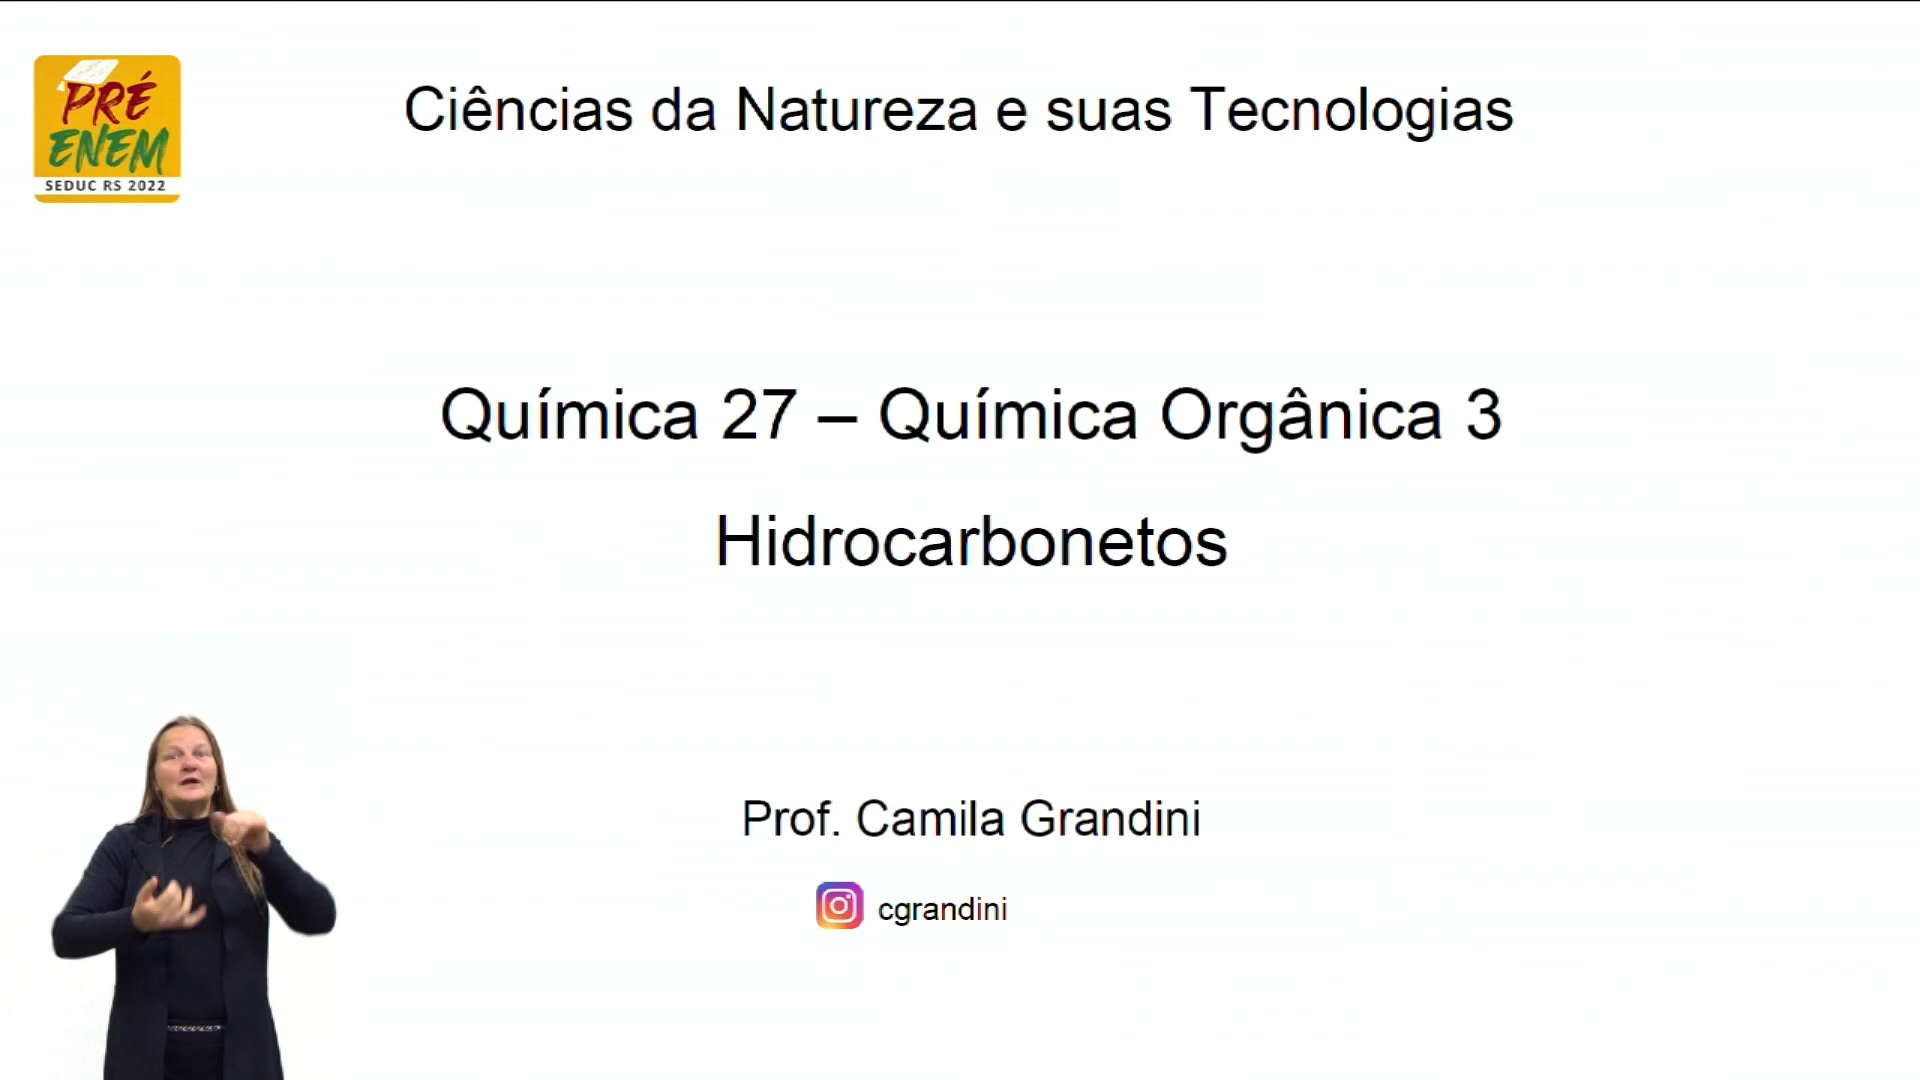 PRÉ
ENEM
SEDUC RS 2022
Ciências da Natureza e suas Tecnologias
Química 27 – Química Orgânica 3
Hidrocarbonetos
Prof. Camila Grandini
cgrandini